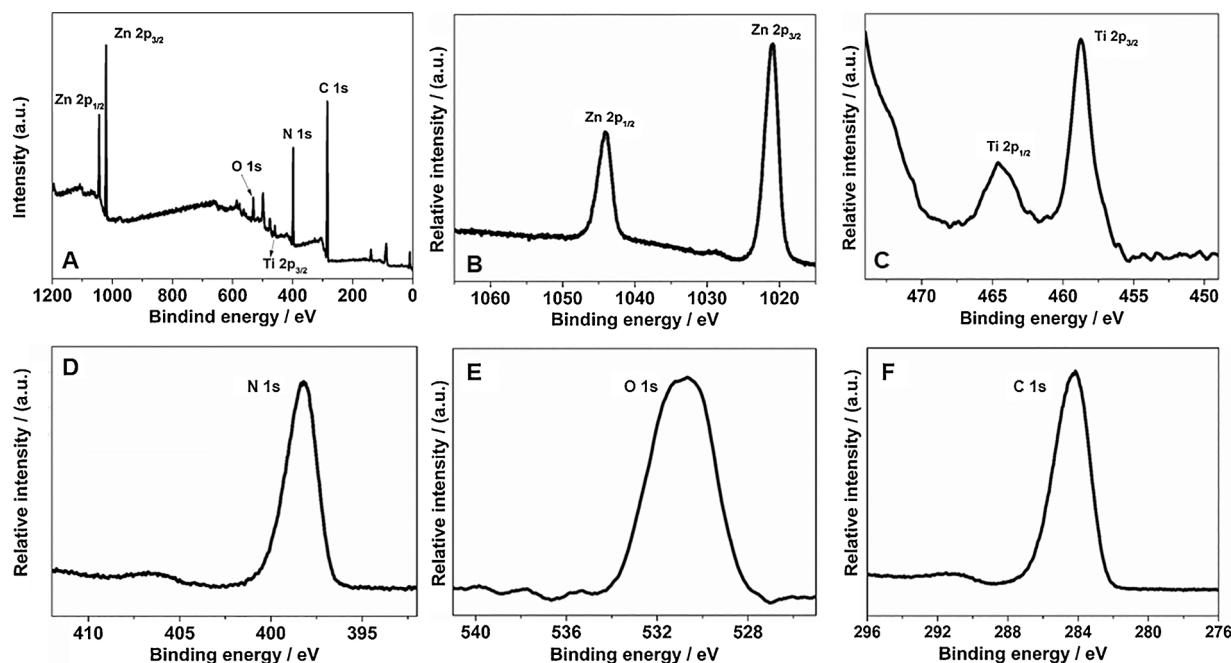 Intensity (a.u.)
Zn 2p3/2
Zn 2p1/2
C 1s
N 1s
O 1s
Ti 2p3/2
A
1200 1000 800 600 400 200 0
Bindind energy / eV
Relative intensity / (a.u.)
Zn 2p3/2
Zn 2p1/2
B
1060 1050 1040 1030 1020
Binding energy / eV
Relative intensity / (a.u.)
Ti 2p3/2
Ti 2p1/2
C
470 465 460 455 450
Binding energy / eV
Relative intensity / (a.u.)
D
N 1s
410 405 400 395
Binding energy / eV
Relative intensity / (a.u.)
E
O 1s
540 536 532 528
Binding energy / eV
Relative intensity / (a.u.)
F
C 1s
296 292 288 284 280 276
Binding energy / eV